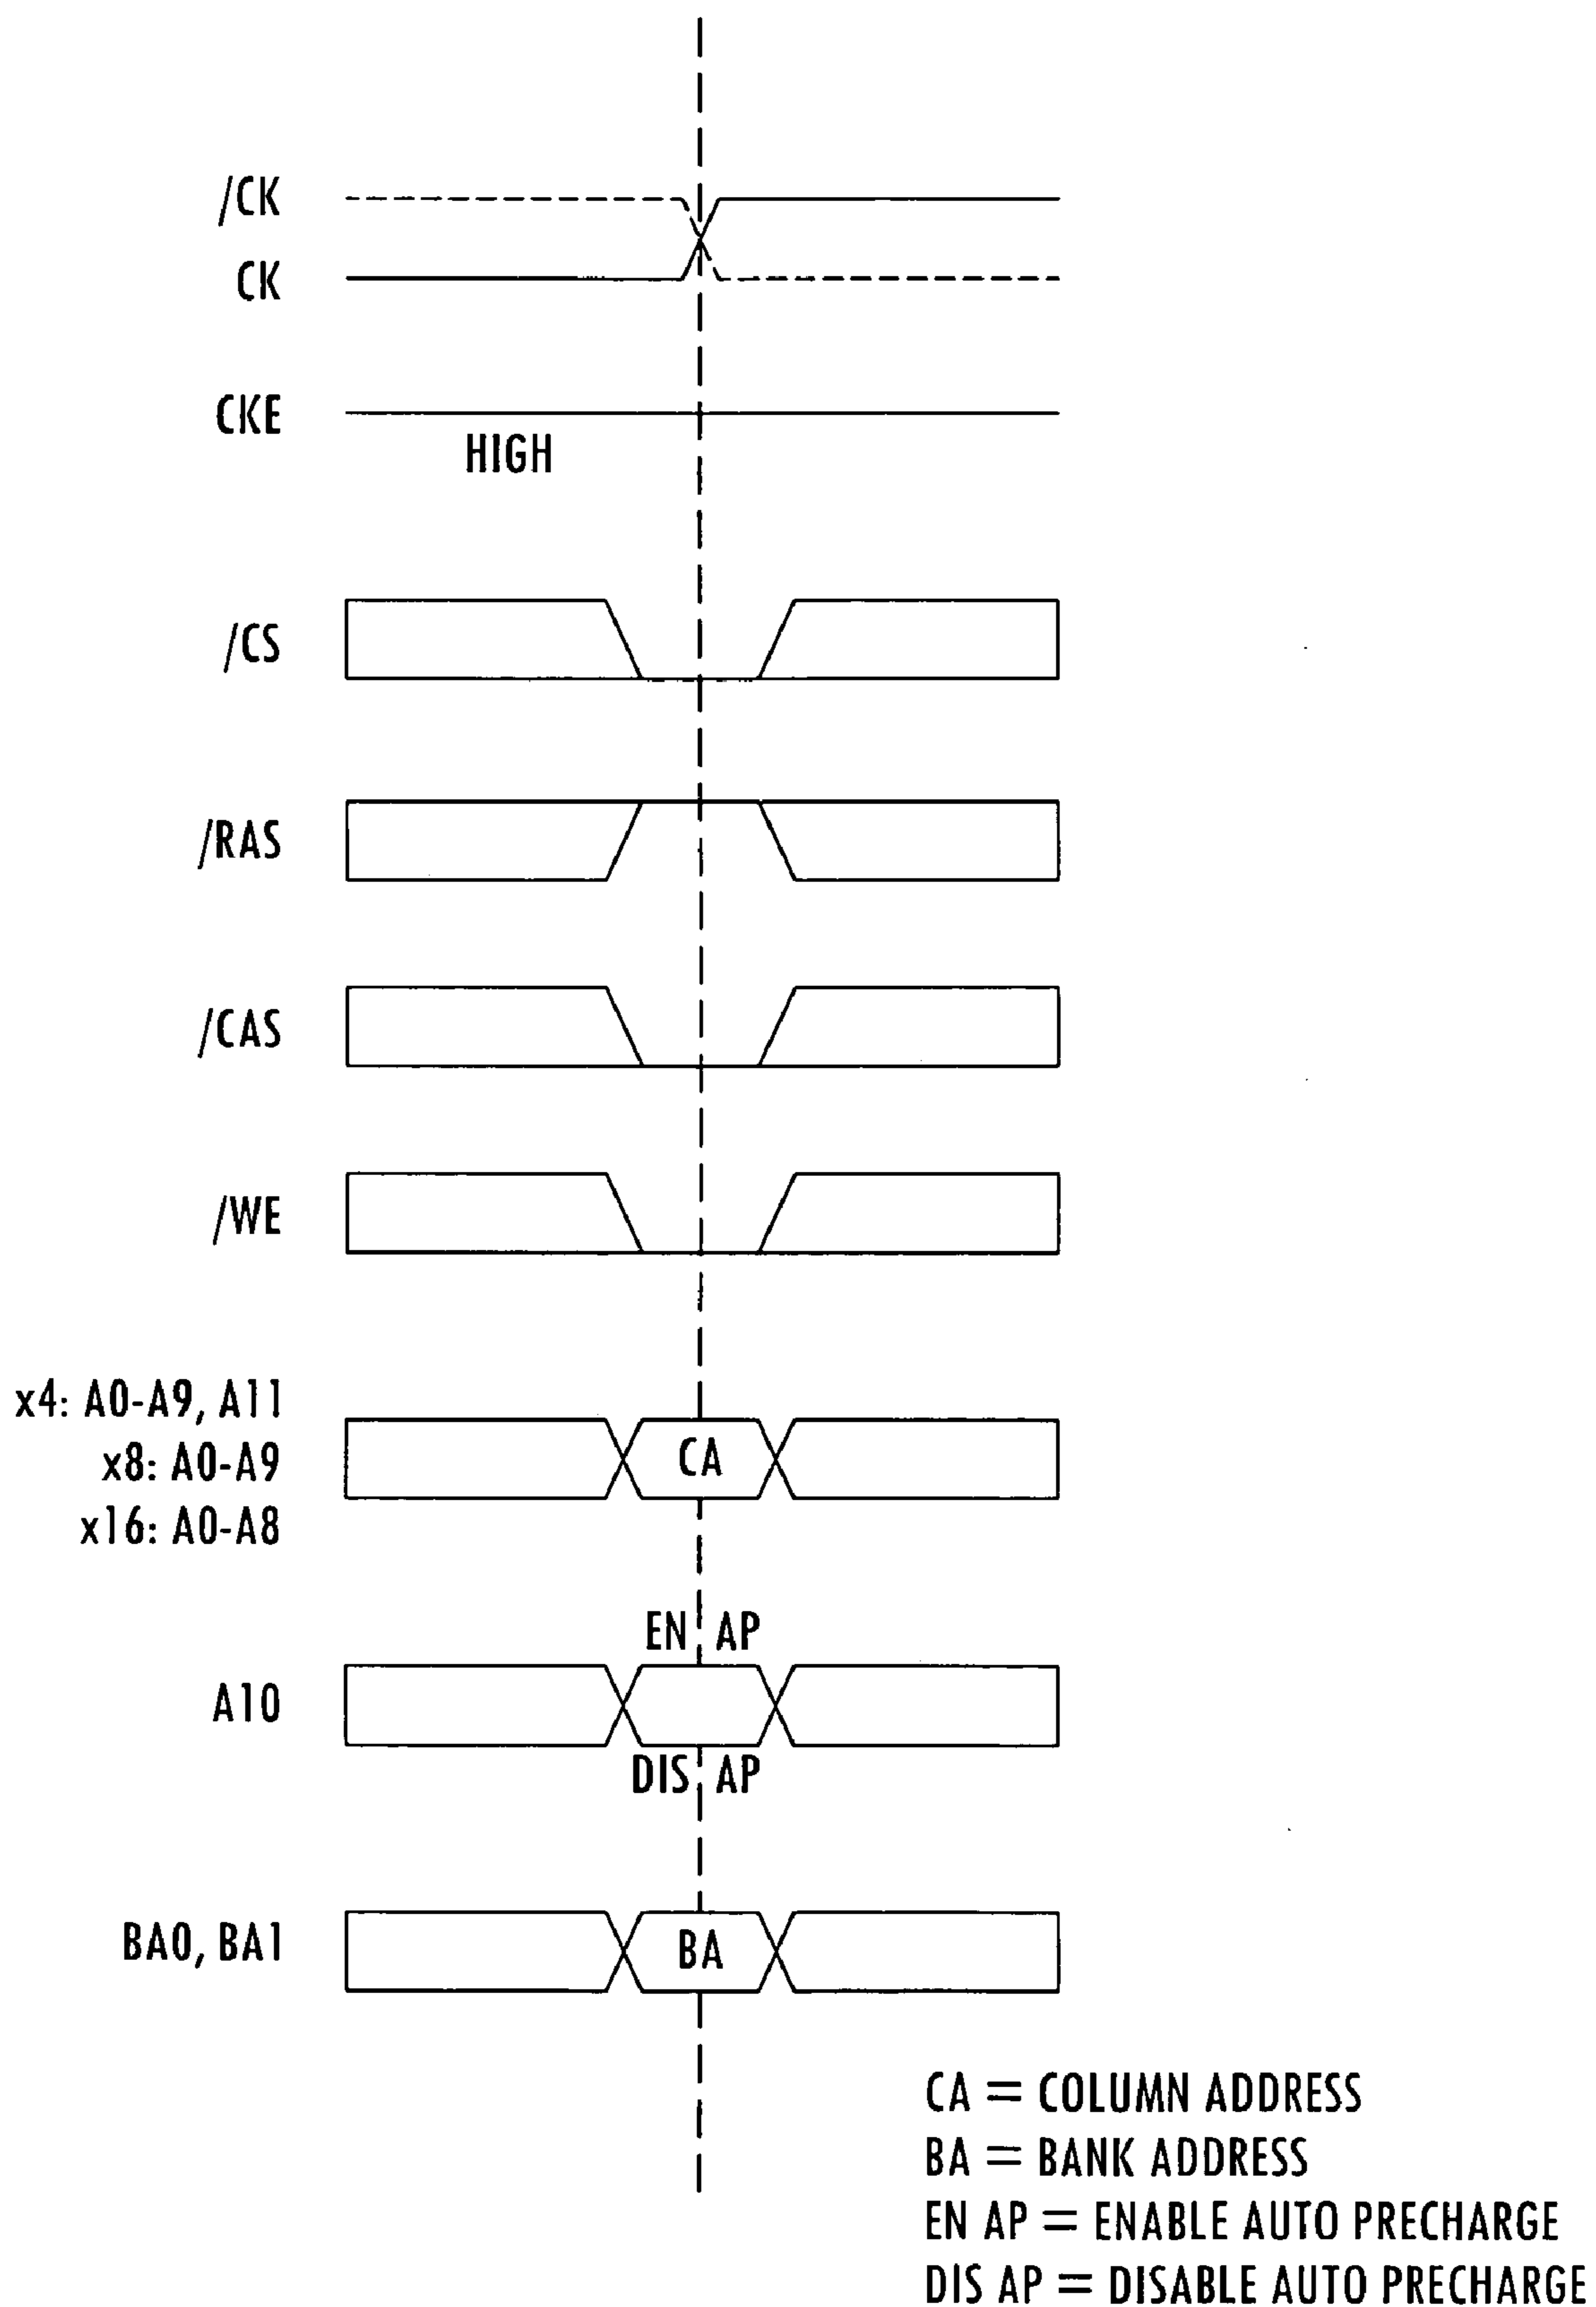 /CK
CK
CKE
HIGH
/CS
/RAS
/CAS
/WE
x4: A0-A9, A11
x8: A0-A9
x16: A0-A8
CA
EN AP
A10
DIS AP
BA0, BA1
BA
CA = COLUMN ADDRESS
BA = BANK ADDRESS
EN AP = ENABLE AUTO PRECHARGE
DIS AP = DISABLE AUTO PRECHARGE